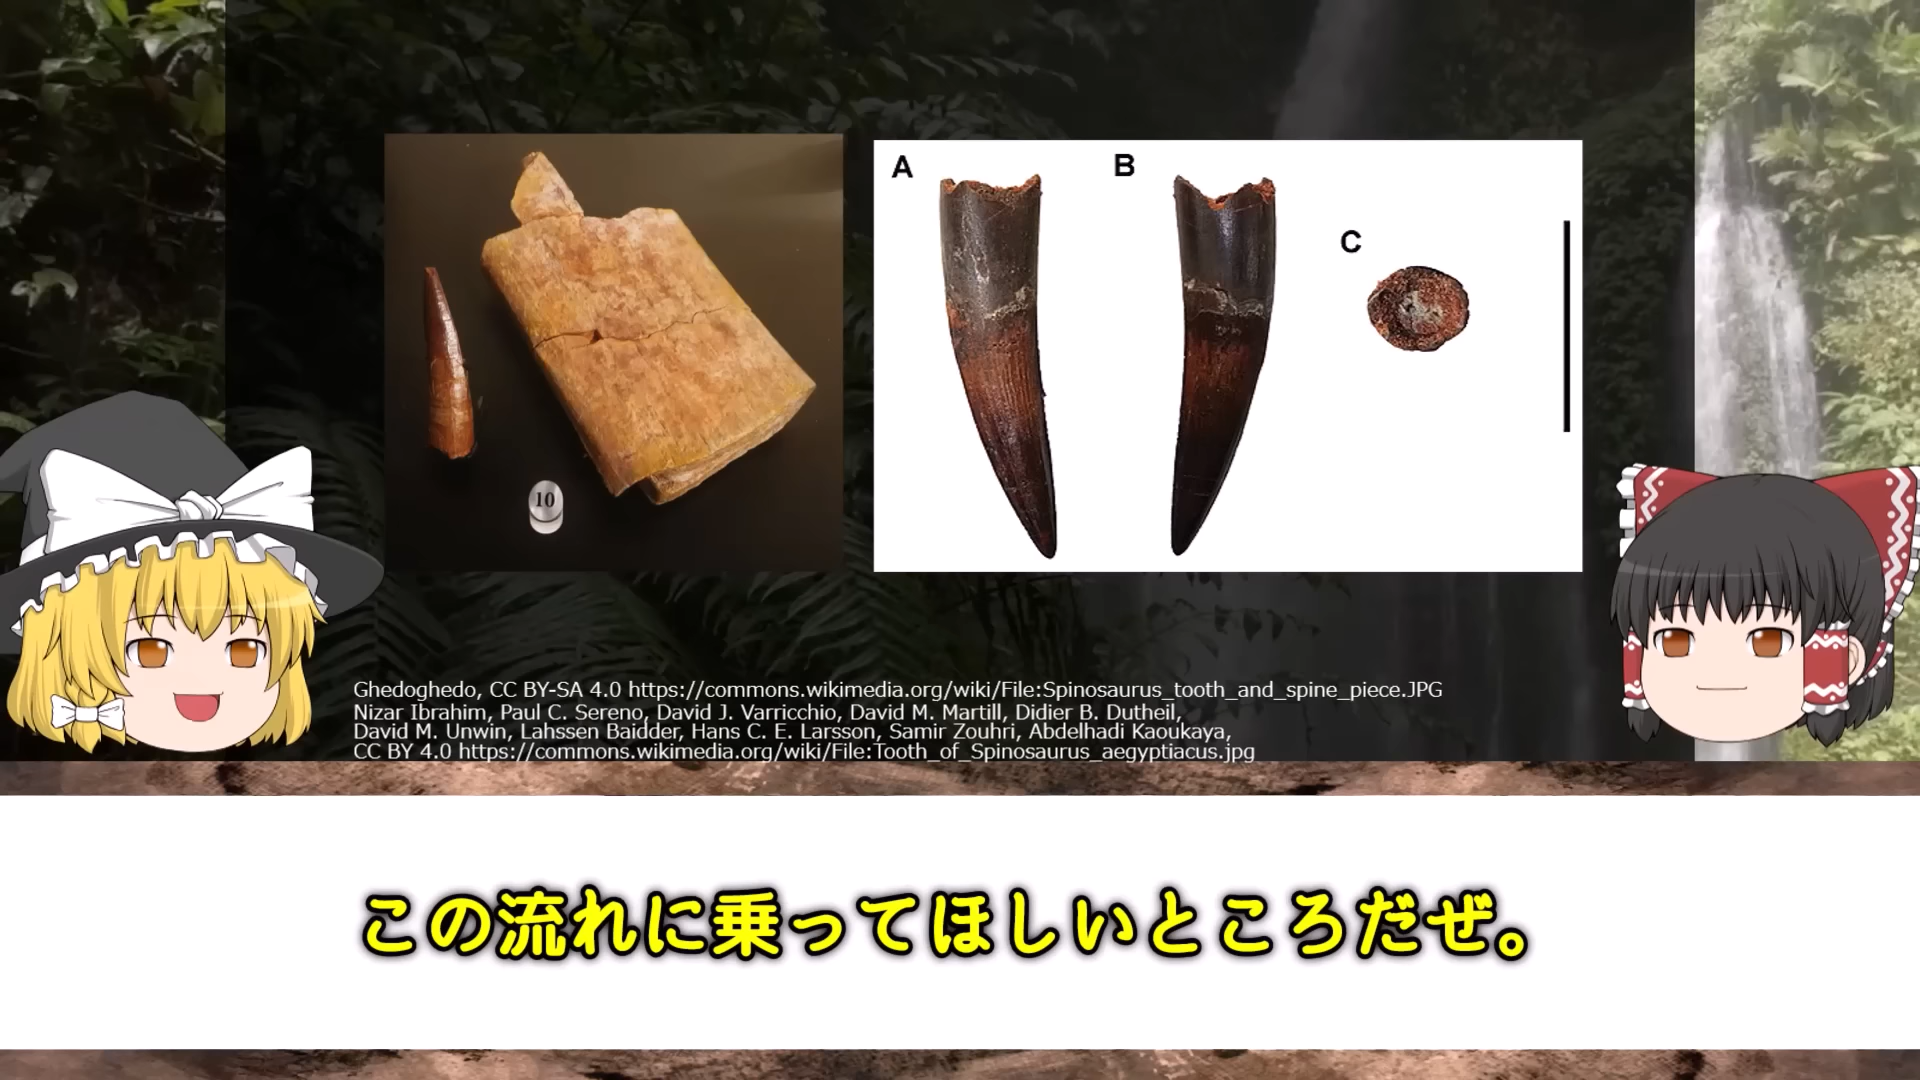 A
B
C
10
Ghedoghedo, CC BY-SA 4.0 https://commons.wikimedia.org/wiki/File:Spinosaurus_tooth_and_spine_piece.JPG
Nizar Ibrahim, Paul C. Sereno, David J. Varricchio, David M. Martill, Didier B. Dutheil,
David M. Unwin, Lahssen Baidder, Hans C. E. Larsson, Samir Zouhri, Abdelhadi Kaoukaya,
CC BY 4.0 https://commons.wikimedia.org/wiki/File:Tooth_of_Spinosaurus_aegyptiacus.jpg
この流れに乗ってほしいところだぜ。